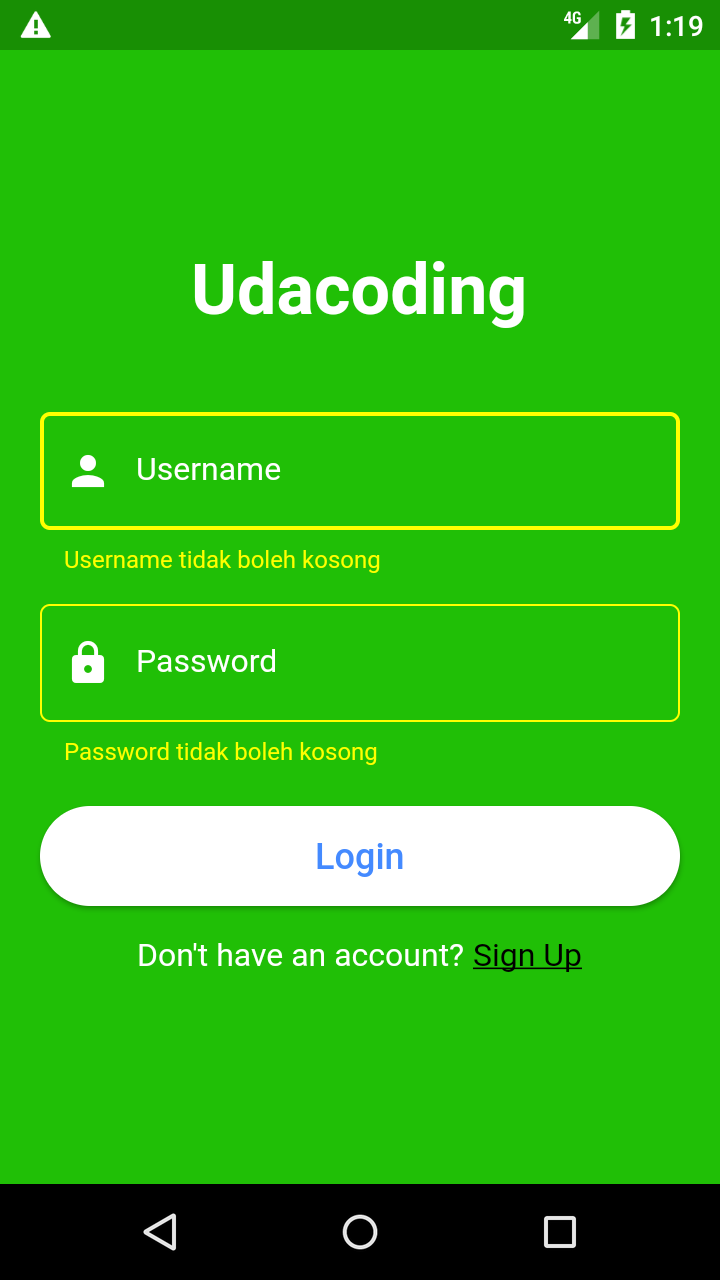 4G 1:19
Udacoding
Username
Username tidak boleh kosong
Password
Password tidak boleh kosong
Login
Don't have an account? Sign Up